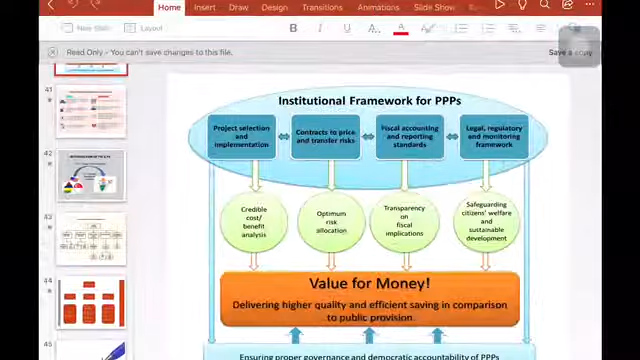 Home Insert Draw Design Transitions Animations Slide Show
B I U A A
New Slide Layout
Read Only - You can't save changes to this file.
Save a copy
41
42
43
44
45
Institutional Framework for PPPs
Project selection
and
implementation
Contracts to price
and transfer risks
Fiscal accounting
and reporting
standards
Legal, regulatory
and monitoring
framework
Credible
cost/
benefit
analysis
Optimum
risk
allocation
Transparency
on
fiscal
implications
Safeguarding
citizens' welfare
and
sustainable
development
Value for Money!
Delivering higher quality and efficient saving in comparison
to public provision.
Ensuring proper governance and democratic accountability of PPPs